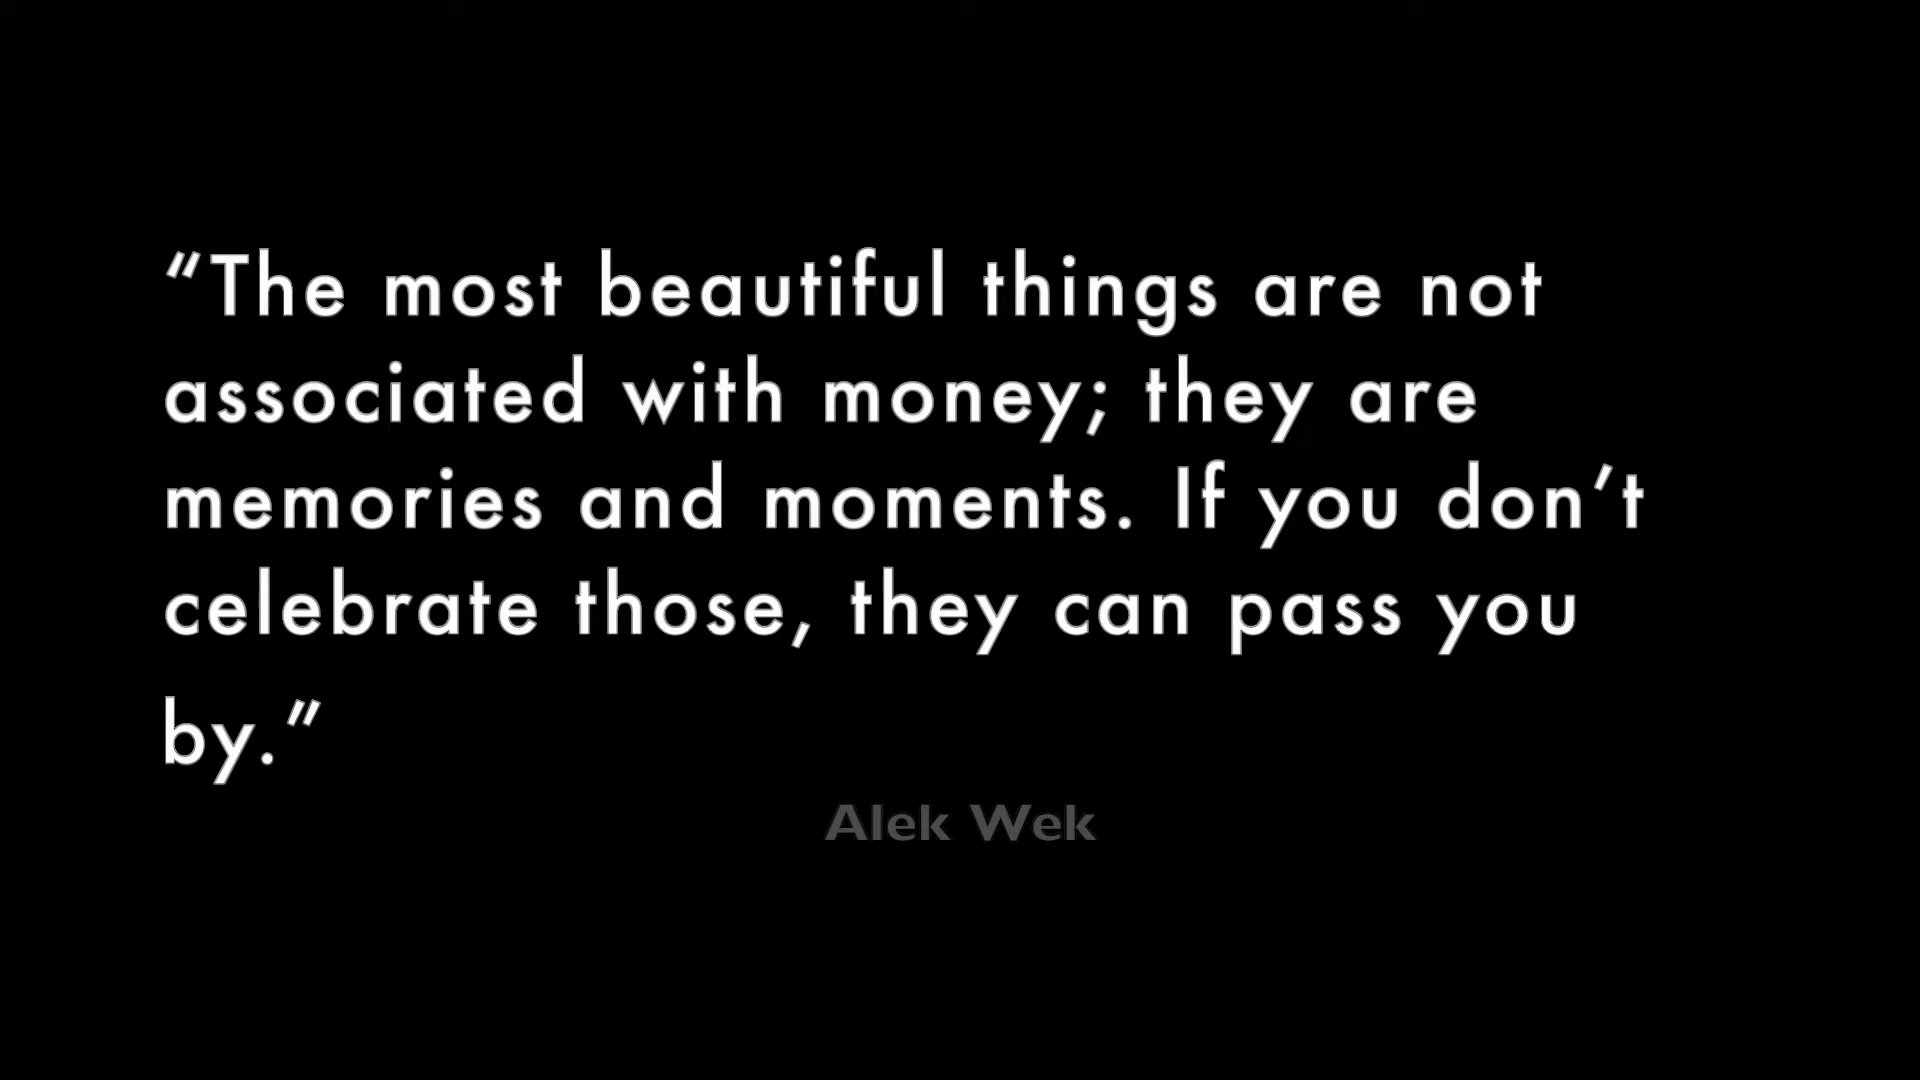 “The most beautiful things are not
associated with money; they are
memories and moments. If you don’t
celebrate those, they can pass you
by.”
Alek Wek